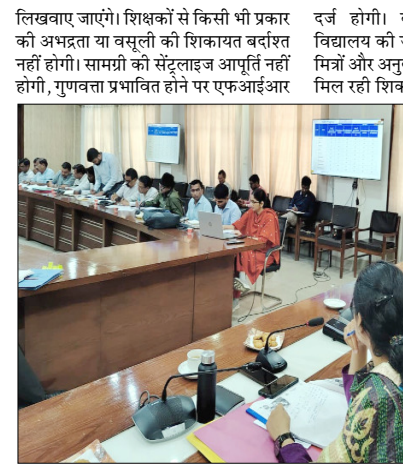 लिखवाए जाएंगे। शिक्षकों से किसी भी प्रकार
की अभद्रता या वसूली की शिकायत बर्दाश्त
नहीं होगी। सामग्री की सेंट्रलाइज आपूर्ति नहीं
होगी, गुणवत्ता प्रभावित होने पर एफआईआर
दर्ज होगी।
विद्यालय की
मित्रों और
मिल रही